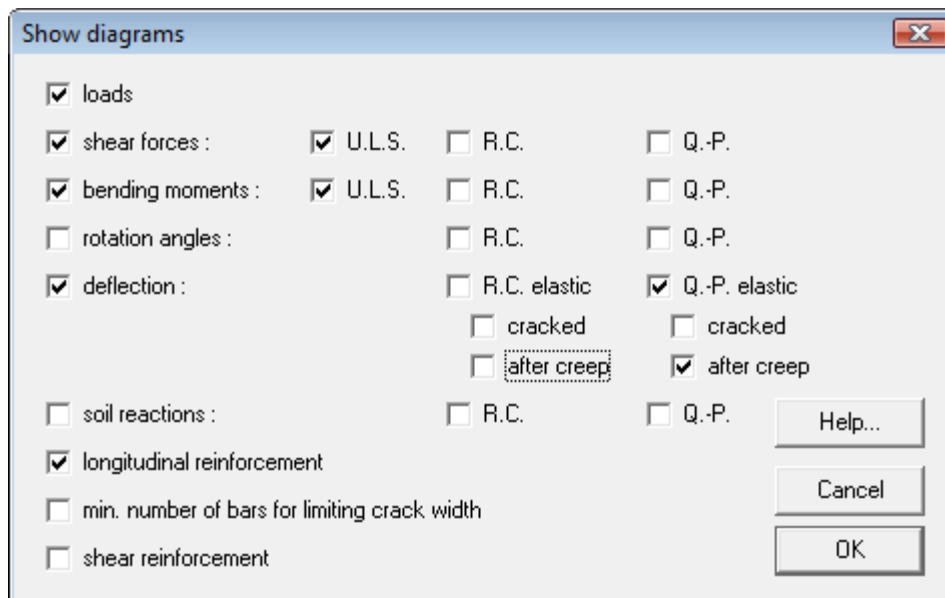 Show diagrams
loads
shear forces : U.L.S. R.C. Q.-P.
bending moments : U.L.S. R.C. Q.-P.
rotation angles : R.C. Q.-P.
deflection : R.C. elastic Q.-P. elastic
cracked cracked
after creep after creep
soil reactions : R.C. Q.-P.
Help...
longitudinal reinforcement
Cancel
min. number of bars for limiting crack width
OK
shear reinforcement